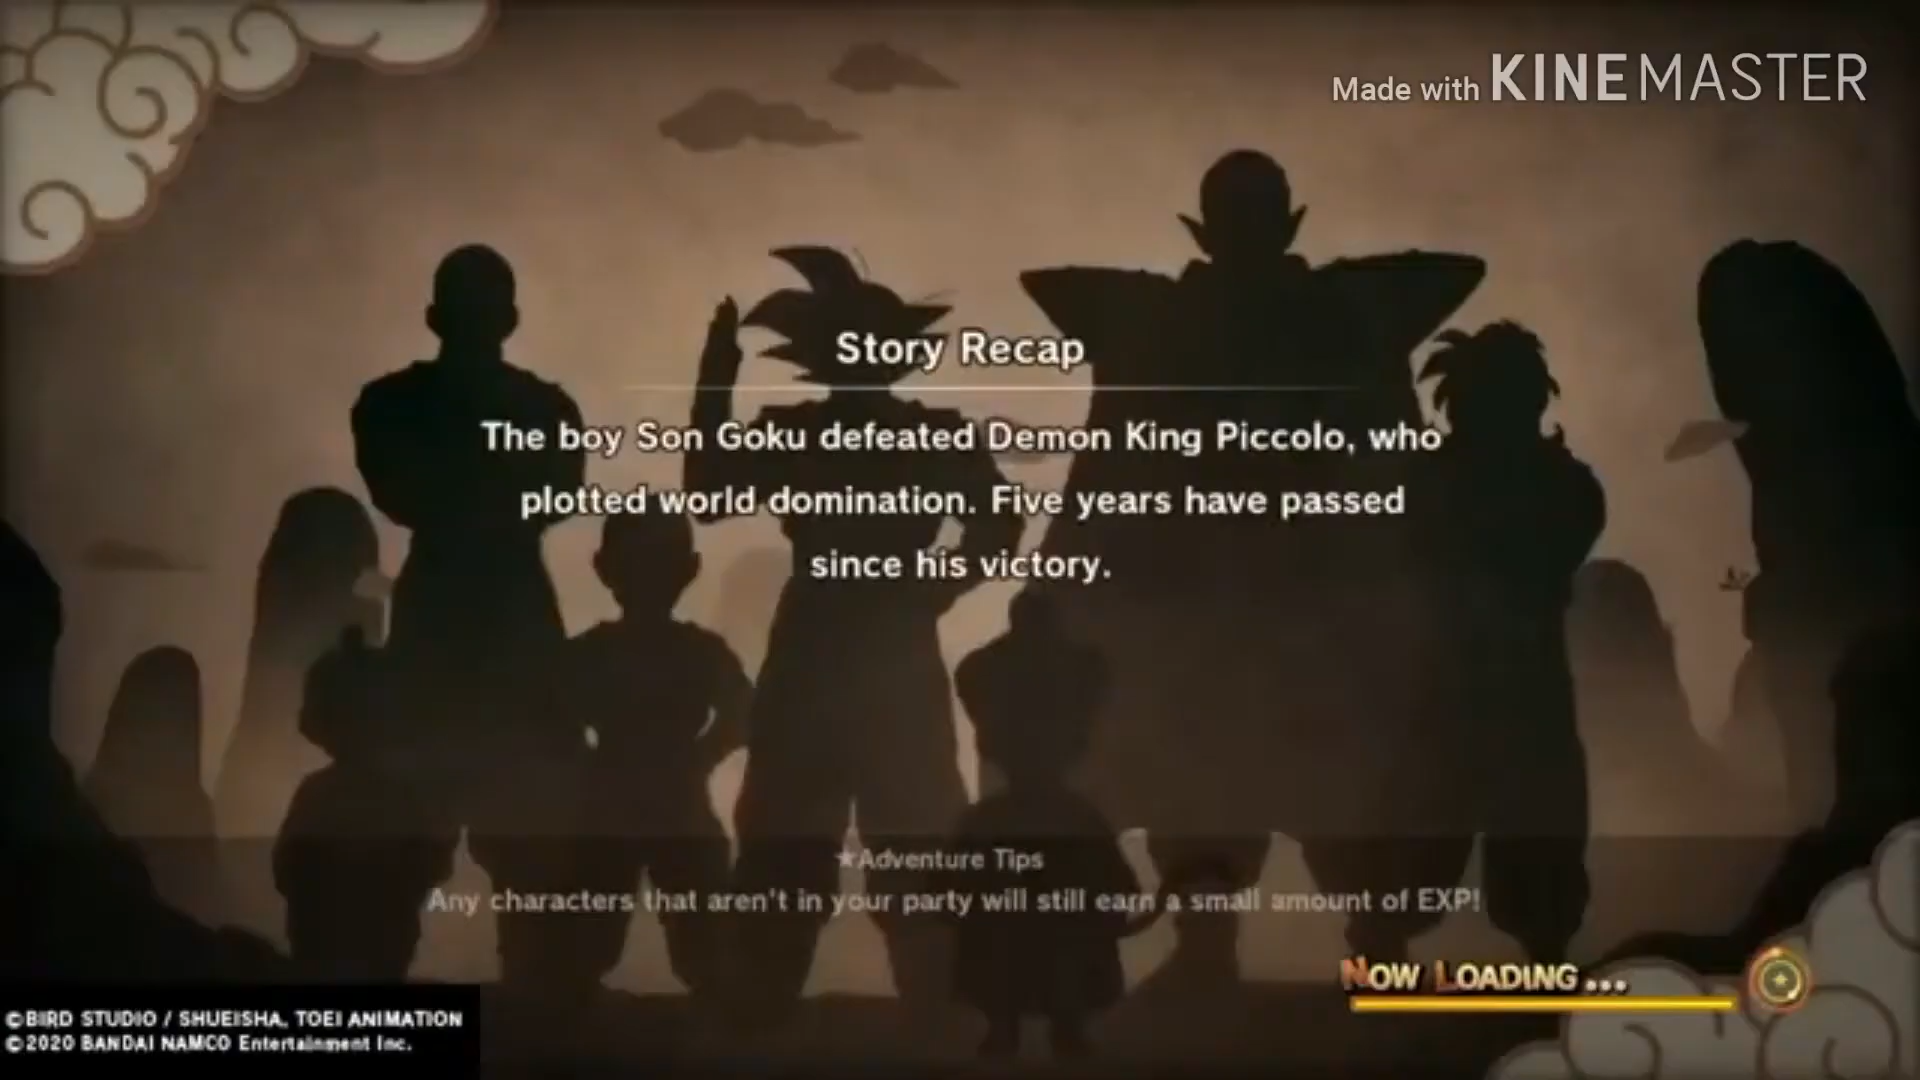 Made with KINEMASTER
Story Recap
The boy Son Goku defeated Demon King Piccolo, who
plotted world domination. Five years have passed
since his victory.
★Adventure Tips
Any characters that aren't in your party will still earn a small amount of EXP!
NOW LOADING...
©BIRD STUDIO / SHUEISHA, TOEI ANIMATION
©2020 BANDAI NAMCO Entertainment Inc.